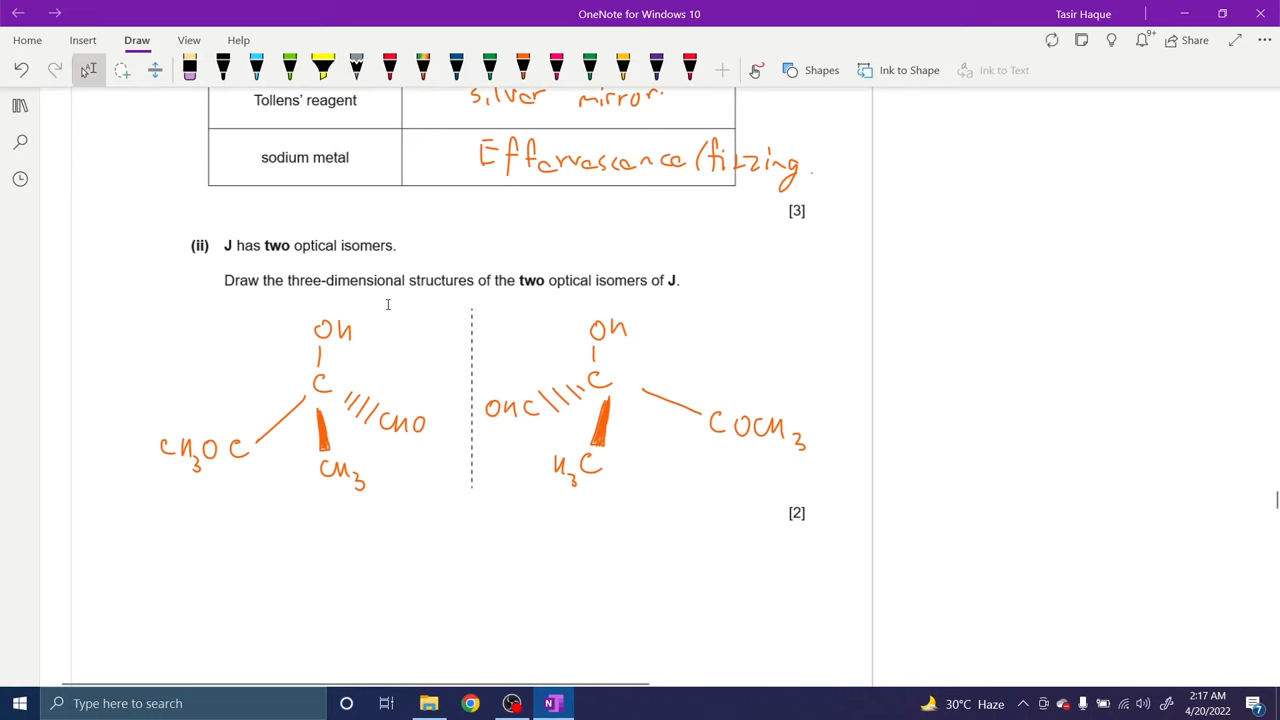 OneNote for Windows 10
Tasir Haque
Home Insert Draw View Help
Share
Shapes
Ink to Shape
Ink to Text
Tollens' reagent
silver mirror.
sodium metal
Effervascence (fizzing.
[3]
(ii) J has two optical isomers.
Draw the three-dimensional structures of the two optical isomers of J.
OH
OH
C
C
CHO
OHC
CH3OC
COCH3
CH3
H3C
[2]
Type here to search
30°C Haze
2:17 AM
4/20/2022
7